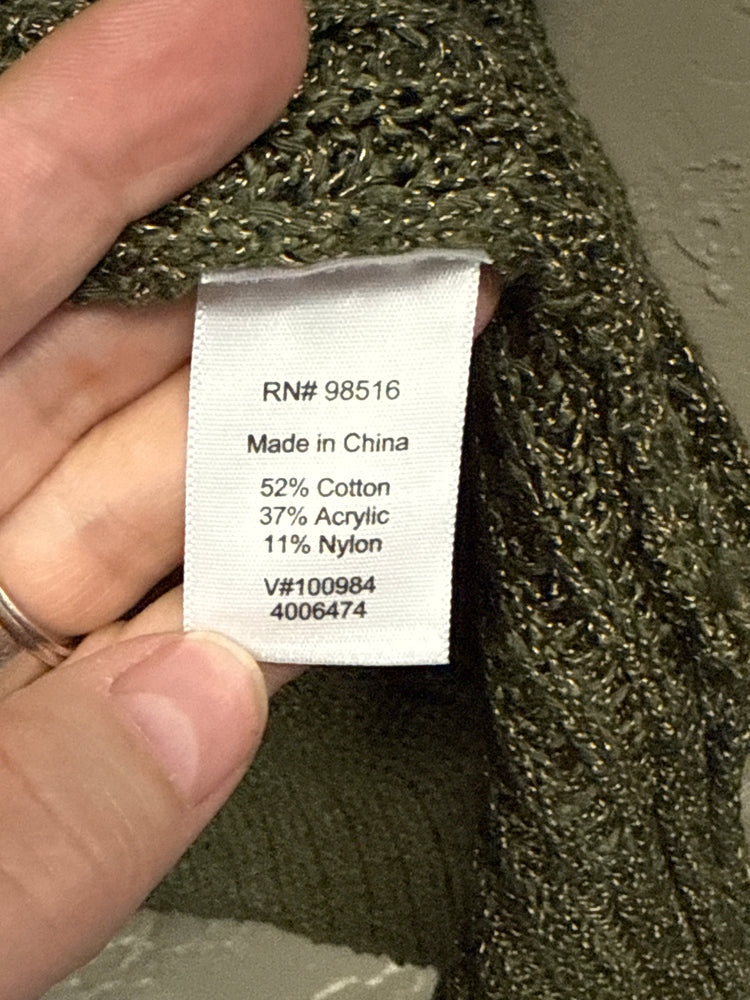 RN# 98516
Made in China
52% Cotton
37% Acrylic
11% Nylon
V#100984
4006474